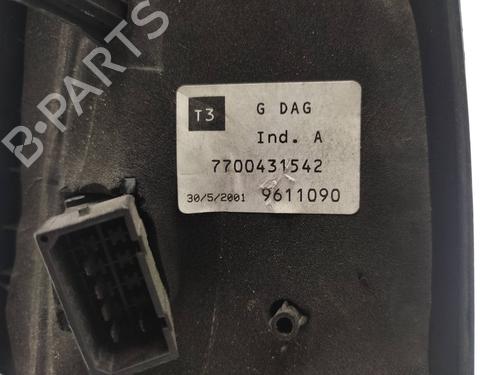 T3 G DAG
Ind. A
7700431542
30/5/2001 9611090
B-PARTS